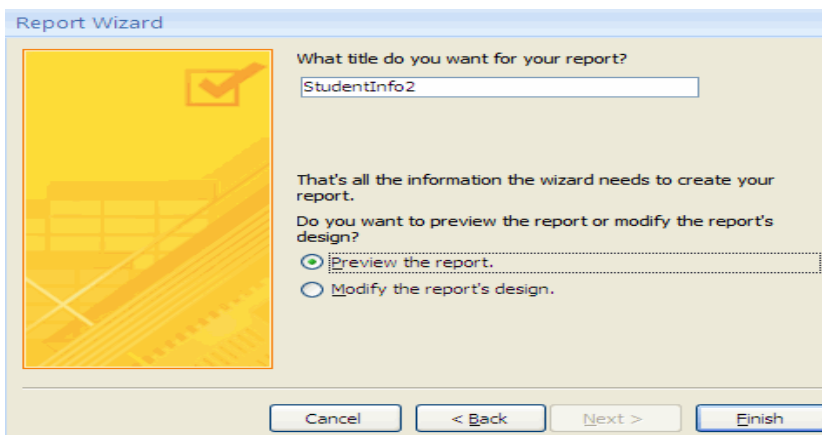 Report Wizard
What title do you want for your report?
StudentInfo2
That's all the information the wizard needs to create your
report.
Do you want to preview the report or modify the report's
design?
Preview the report.
Modify the report's design.
Cancel
< Back
Next >
Finish